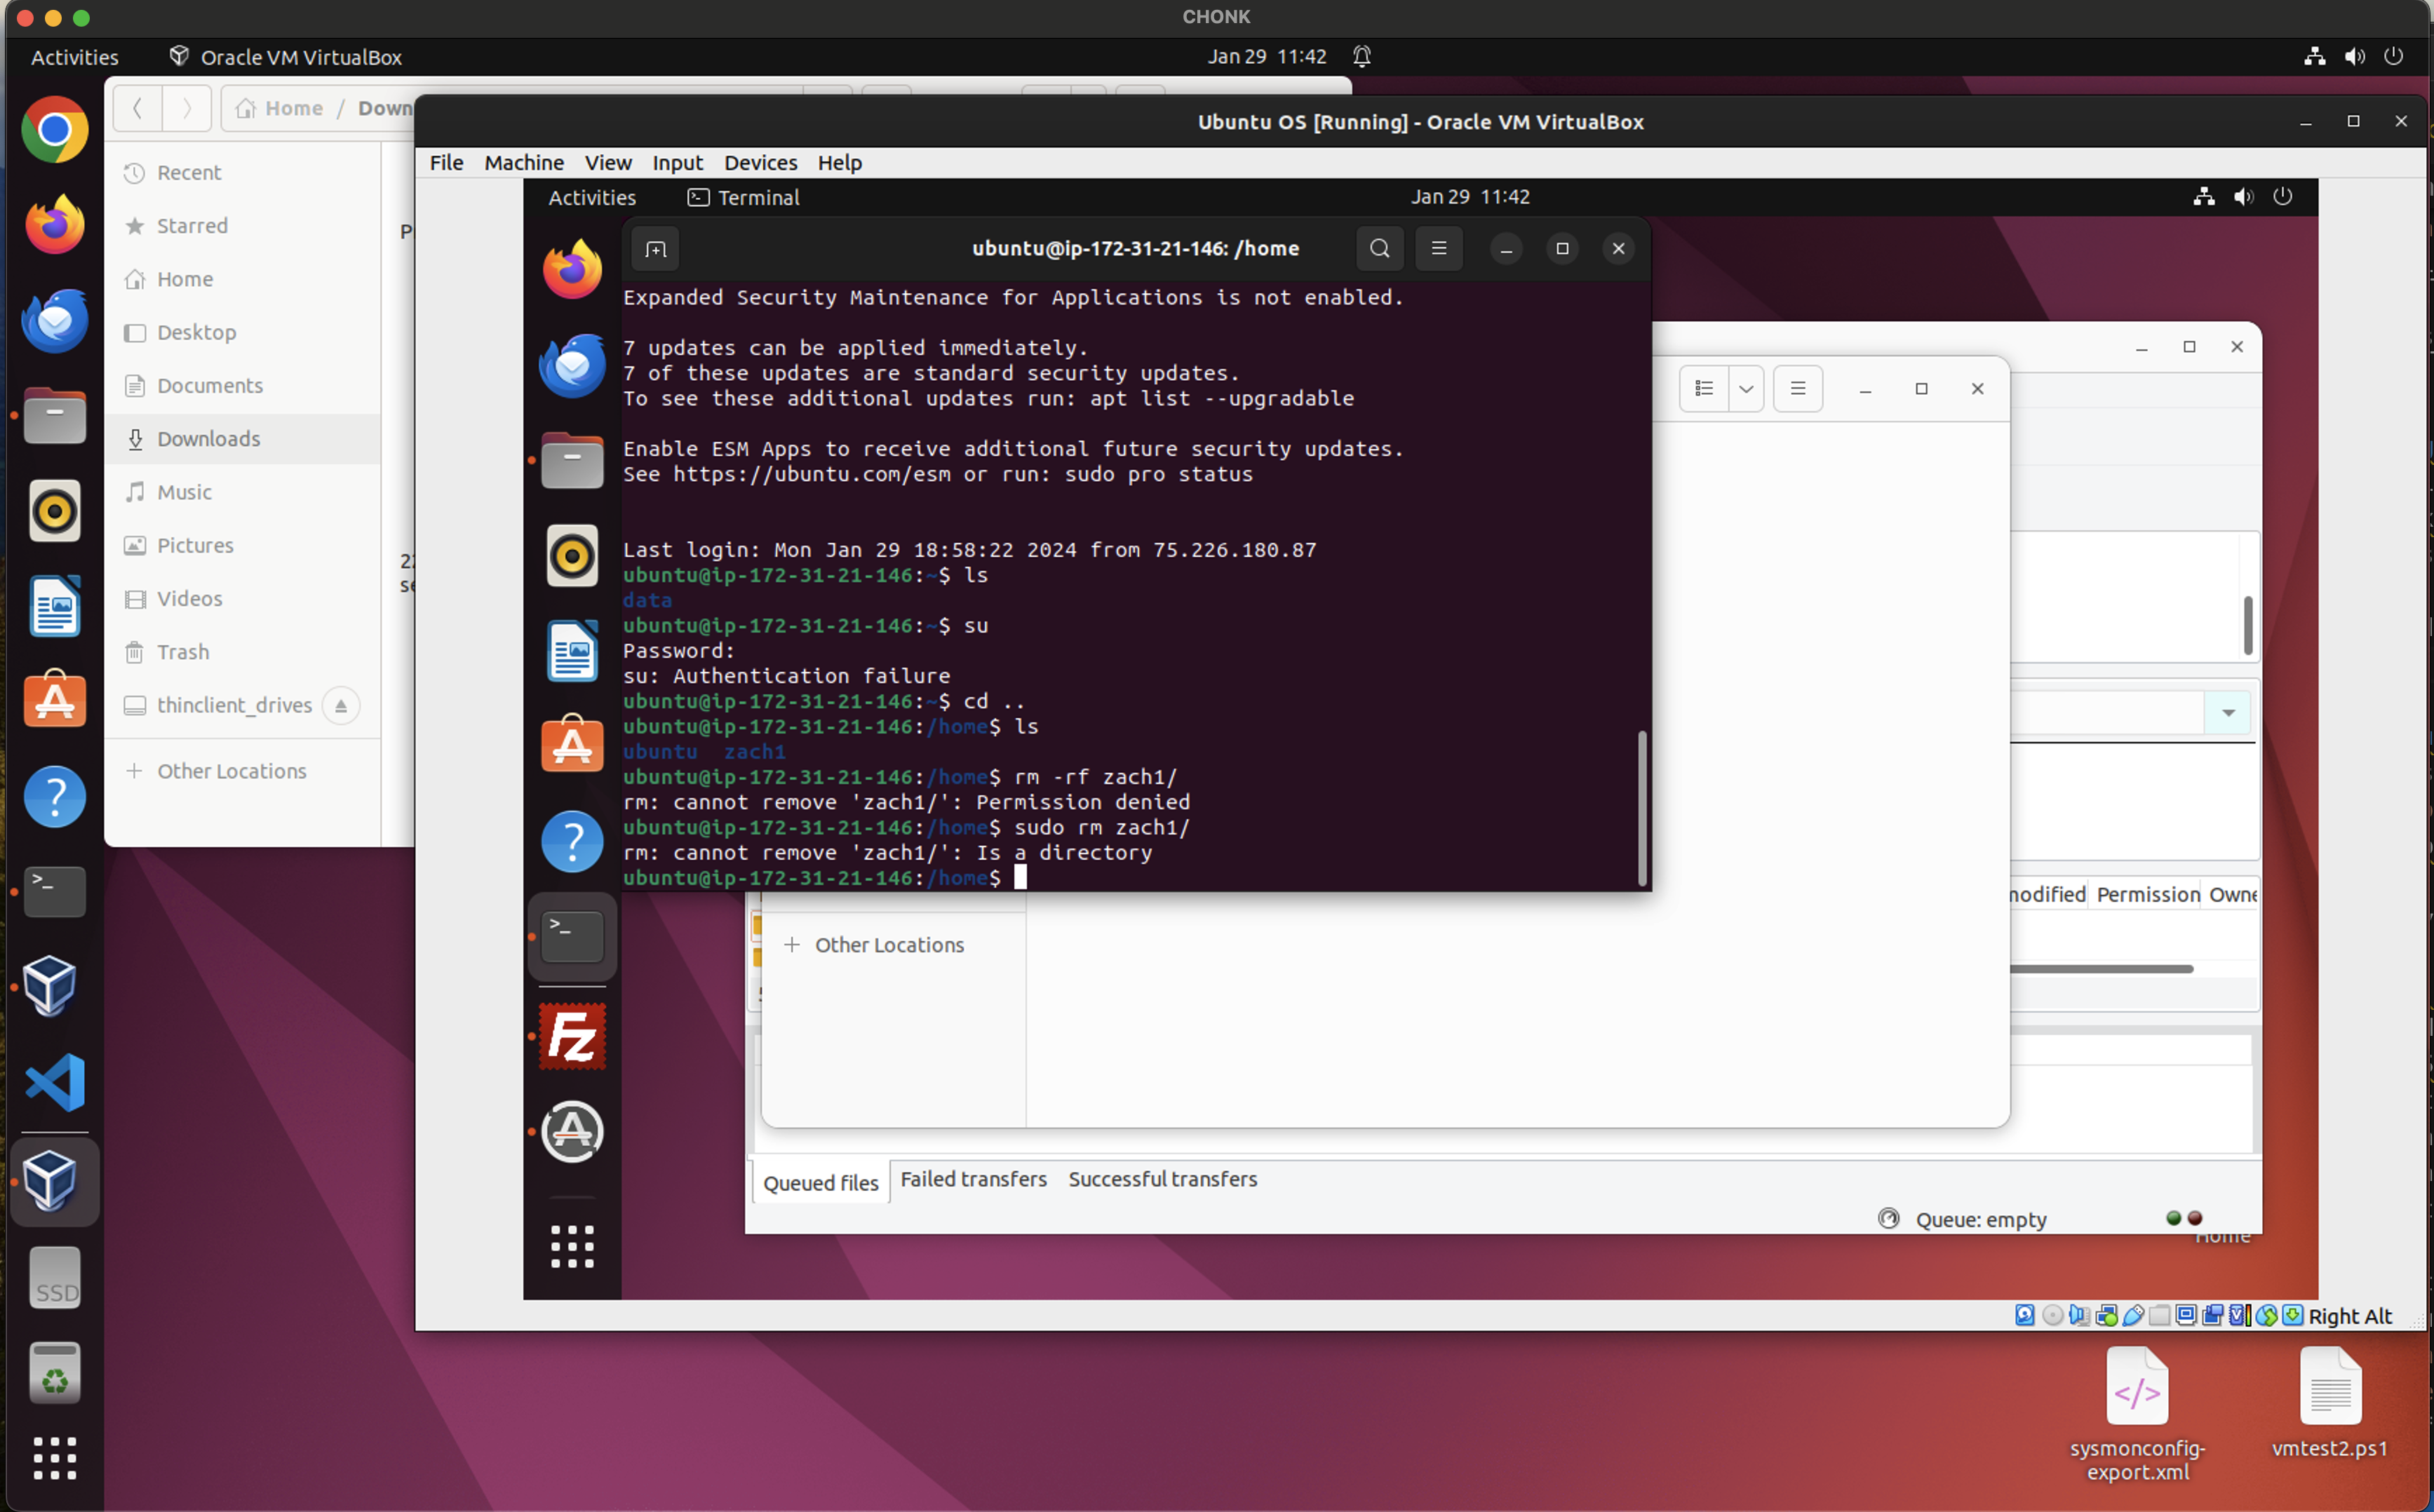 CHONK
Activities
Oracle VM VirtualBox
Jan 29 11:42
Home / Down
Recent
Starred
Home
Desktop
Documents
Downloads
Music
Pictures
Videos
Trash
thinclient_drives
+ Other Locations
Ubuntu OS [Running] - Oracle VM VirtualBox
File Machine View Input Devices Help
Activities
Terminal
Jan 29 11:42
ubuntu@ip-172-31-21-146: /home
Expanded Security Maintenance for Applications is not enabled.
7 updates can be applied immediately.
7 of these updates are standard security updates.
To see these additional updates run: apt list --upgradable
Enable ESM Apps to receive additional future security updates.
See https://ubuntu.com/esm or run: sudo pro status
Last login: Mon Jan 29 18:58:22 2024 from 75.226.180.87
ubuntu@ip-172-31-21-146:~$ ls
data
ubuntu@ip-172-31-21-146:~$ su
Password:
su: Authentication failure
ubuntu@ip-172-31-21-146:~$ cd ..
ubuntu@ip-172-31-21-146:/home$ ls
ubuntu zach1
ubuntu@ip-172-31-21-146:/home$ rm -rf zach1/
rm: cannot remove 'zach1/': Permission denied
ubuntu@ip-172-31-21-146:/home$ sudo rm zach1/
rm: cannot remove 'zach1/': Is a directory
ubuntu@ip-172-31-21-146:/home$
+ Other Locations
modified Permission Owne
Queued files Failed transfers Successful transfers
Queue: empty
Home
Right Alt
SSD
sysmonconfig-
export.xml
vmtest2.ps1